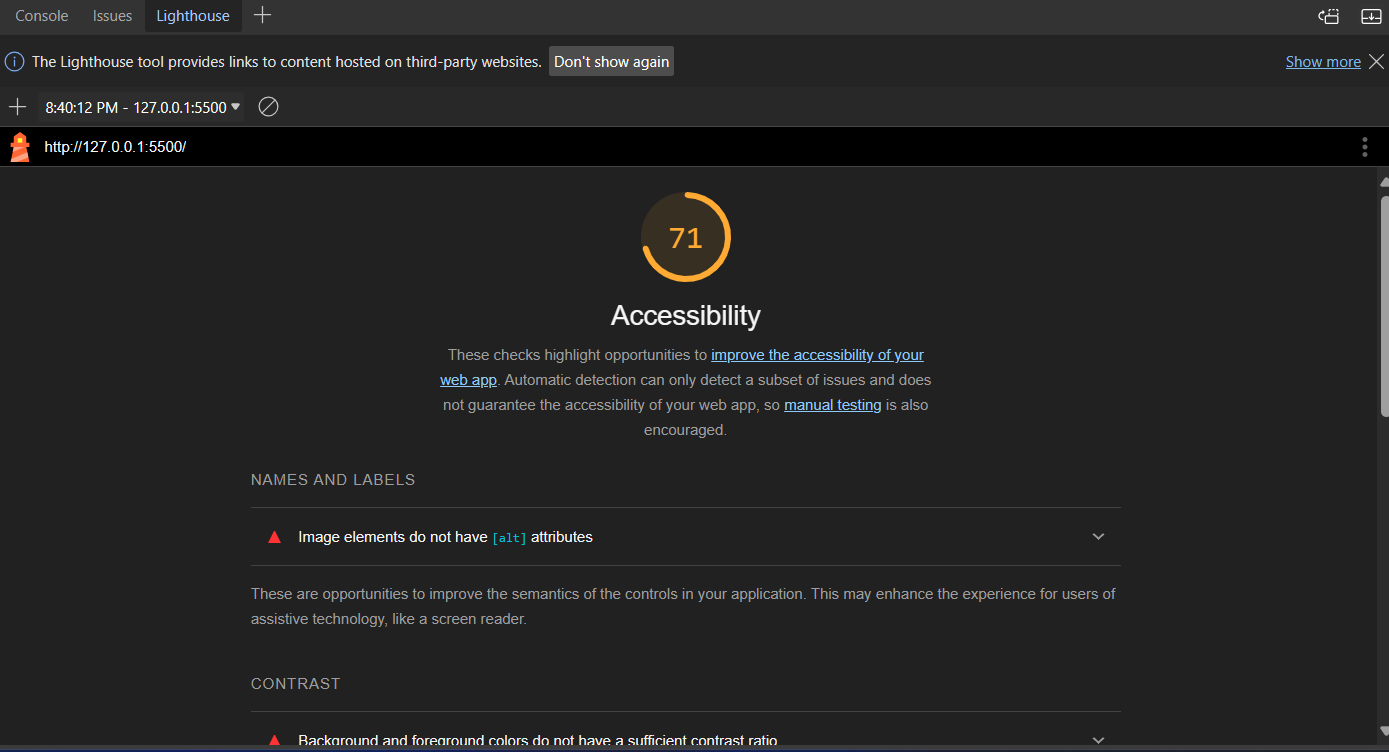 Console Issues Lighthouse
The Lighthouse tool provides links to content hosted on third-party websites. Don't show again Show more
8:40:12 PM - 127.0.0.1:5500
http://127.0.0.1:5500/
71
Accessibility
These checks highlight opportunities to improve the accessibility of your
web app. Automatic detection can only detect a subset of issues and does
not guarantee the accessibility of your web app, so manual testing is also
encouraged.
NAMES AND LABELS
Image elements do not have [alt] attributes
These are opportunities to improve the semantics of the controls in your application. This may enhance the experience for users of
assistive technology, like a screen reader.
CONTRAST
Background and foreground colors do not have a sufficient contrast ratio